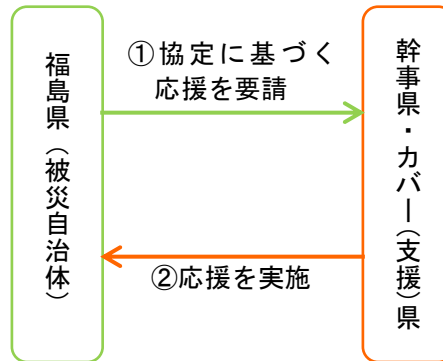 福島県（被災自治体）
①協定に基づく
応援を要請
②応援を実施
幹事県・カバー（支援）県